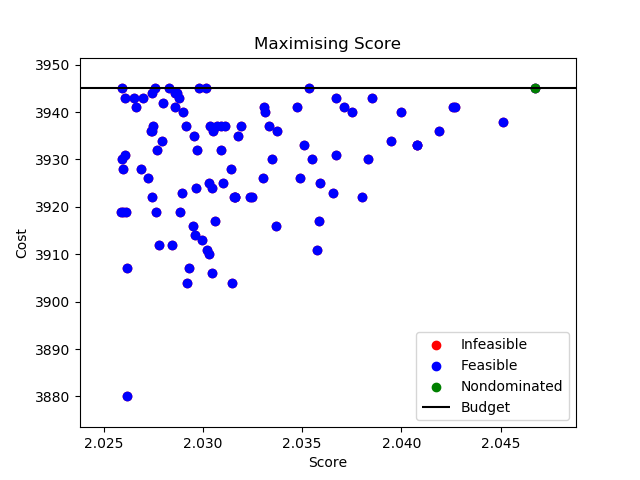 Maximising Score
3950
3940
3930
3920
3910
3900
3890
3880
Cost
2.025
2.030
2.035
2.040
2.045
Score
Infeasible
Feasible
Nondominated
Budget